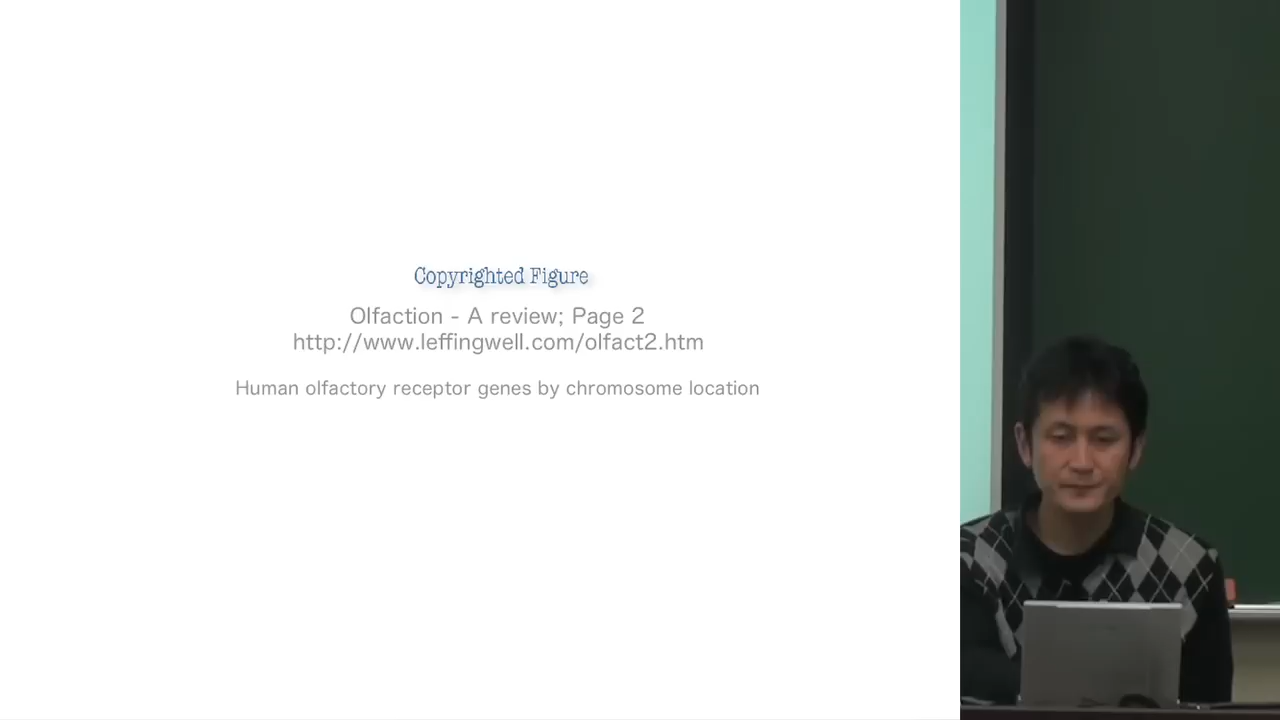 Copyrighted Figure
Olfaction - A review; Page 2
http://www.leffingwell.com/olfact2.htm
Human olfactory receptor genes by chromosome location